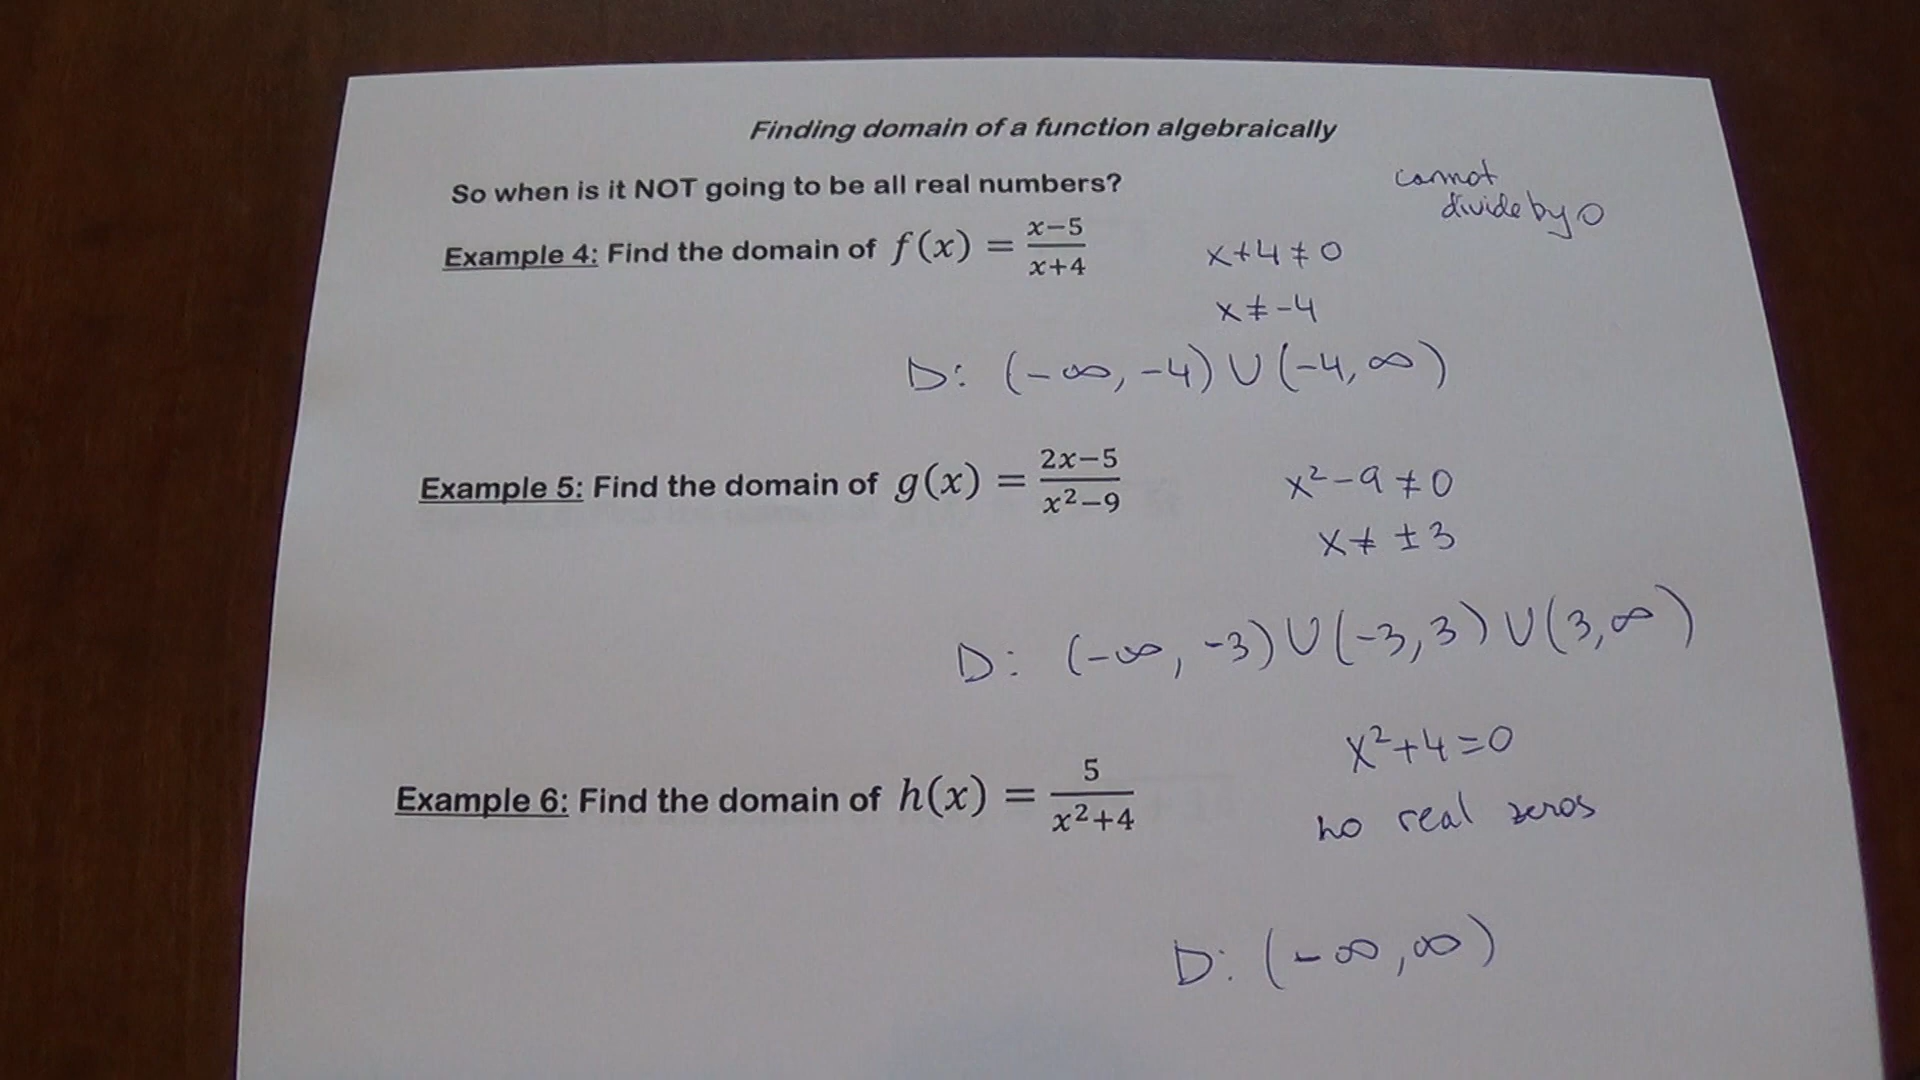 Finding domain of a function algebraically
So when is it NOT going to be all real numbers?
cannot
divide by 0
Example 4: Find the domain of f(x) = (x−5)/(x+4)
x+4≠0
x≠-4
D: (-∞, -4) ∪ (-4, ∞)
Example 5: Find the domain of g(x) = (2x−5)/(x²−9)
x²-9≠0
x≠ ±3
D: (-∞, -3) ∪ (-3, 3) ∪ (3, ∞)
Example 6: Find the domain of h(x) = 5/(x²+4)
x²+4=0
no real zeros
D: (-∞, ∞)